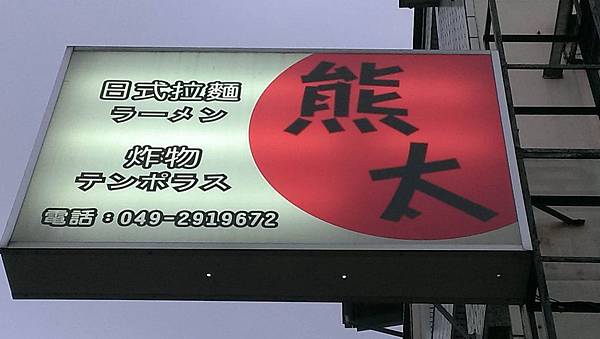 日式拉麵
ラーメン
炸物
テンポラス
電話：049-2919672
熊太